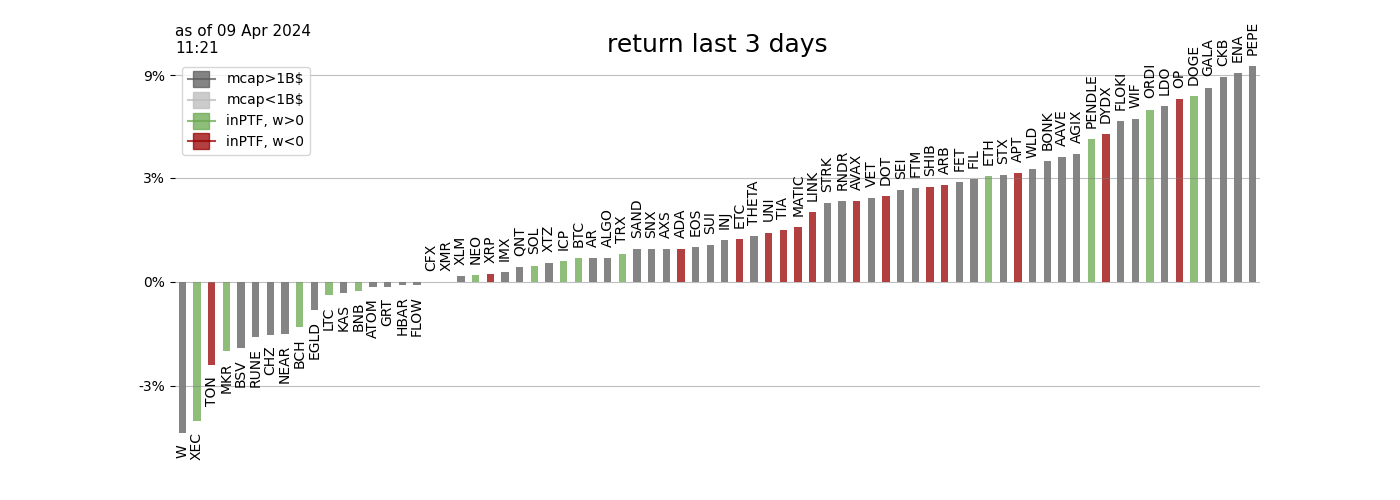 as of 09 Apr 2024
11:21
return last 3 days
mcap>1B$
mcap<1B$
inPTF, w>0
inPTF, w<0
9%
3%
0%
-3%
W
XEC
TON
MKR
BSV
RUNE
CHZ
NEAR
BCH
EGLD
LTC
KAS
BNB
ATOM
GRT
HBAR
FLOW
CFX
XMR
XLM
NEO
XRP
IMX
QNT
SOL
XTZ
ICP
BTC
AR
ALGO
TRX
SAND
SNX
AXS
ADA
EOS
SUI
INJ
ETC
THETA
UNI
TIA
MATIC
LINK
STRK
RNDR
AVAX
VET
DOT
SEI
FTM
SHIB
ARB
FET
FIL
ETH
STX
APT
WLD
BONK
AAVE
AGIX
PENDLE
DYDX
FLOKI
WIF
ORDI
LDO
OP
DOGE
GALA
CKB
ENA
PEPE